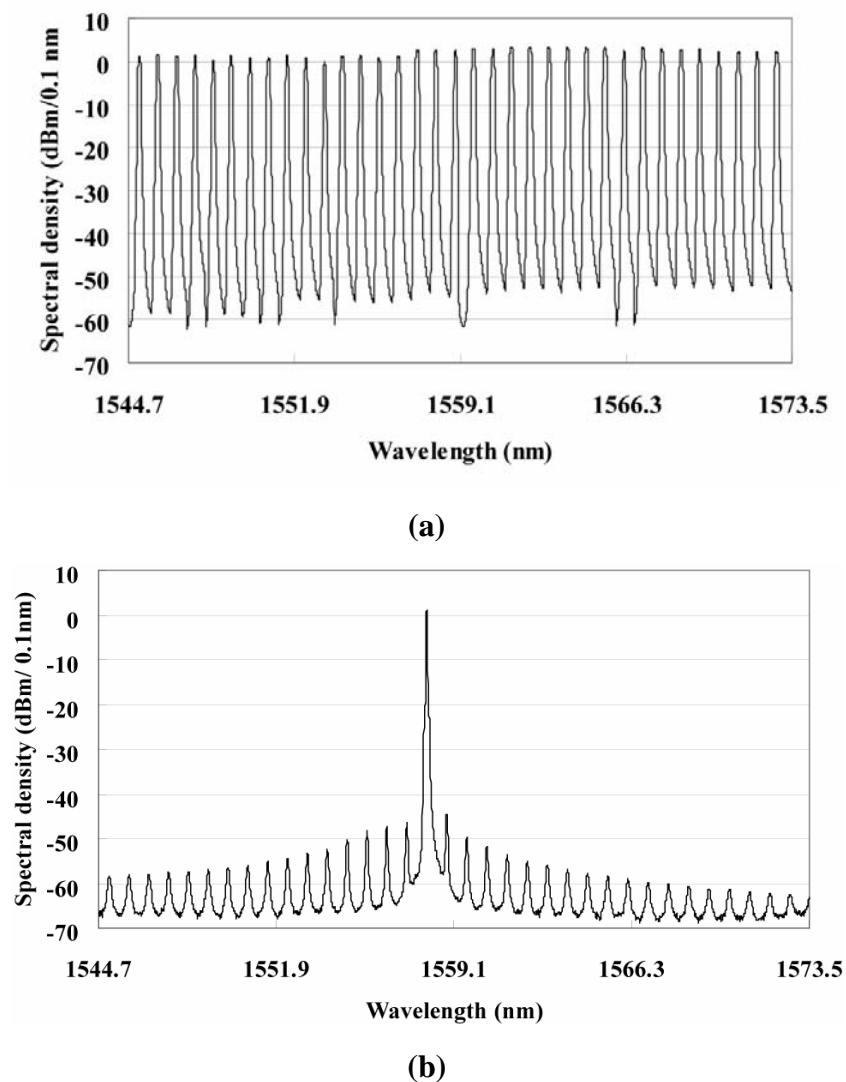 10
0
-10
-20
-30
-40
-50
-60
-70
Spectral density (dBm/0.1 nm
1544.7 1551.9 1559.1 1566.3 1573.5
Wavelength (nm)
(a)
10
0
-10
-20
-30
-40
-50
-60
-70
Spectral density (dBm/ 0.1nm)
1544.7 1551.9 1559.1 1566.3 1573.5
Wavelength (nm)
(b)